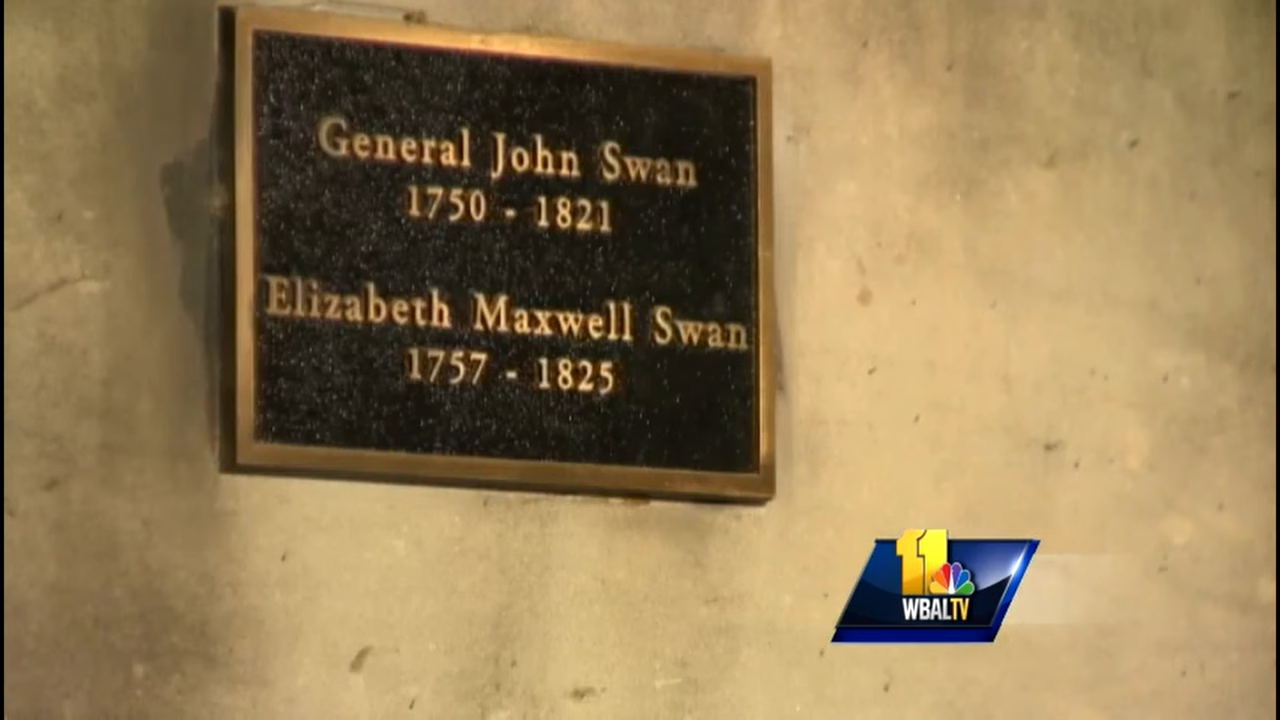 General John Swan
1750 - 1821
Elizabeth Maxwell Swan
1757 - 1825
11
WBALTV